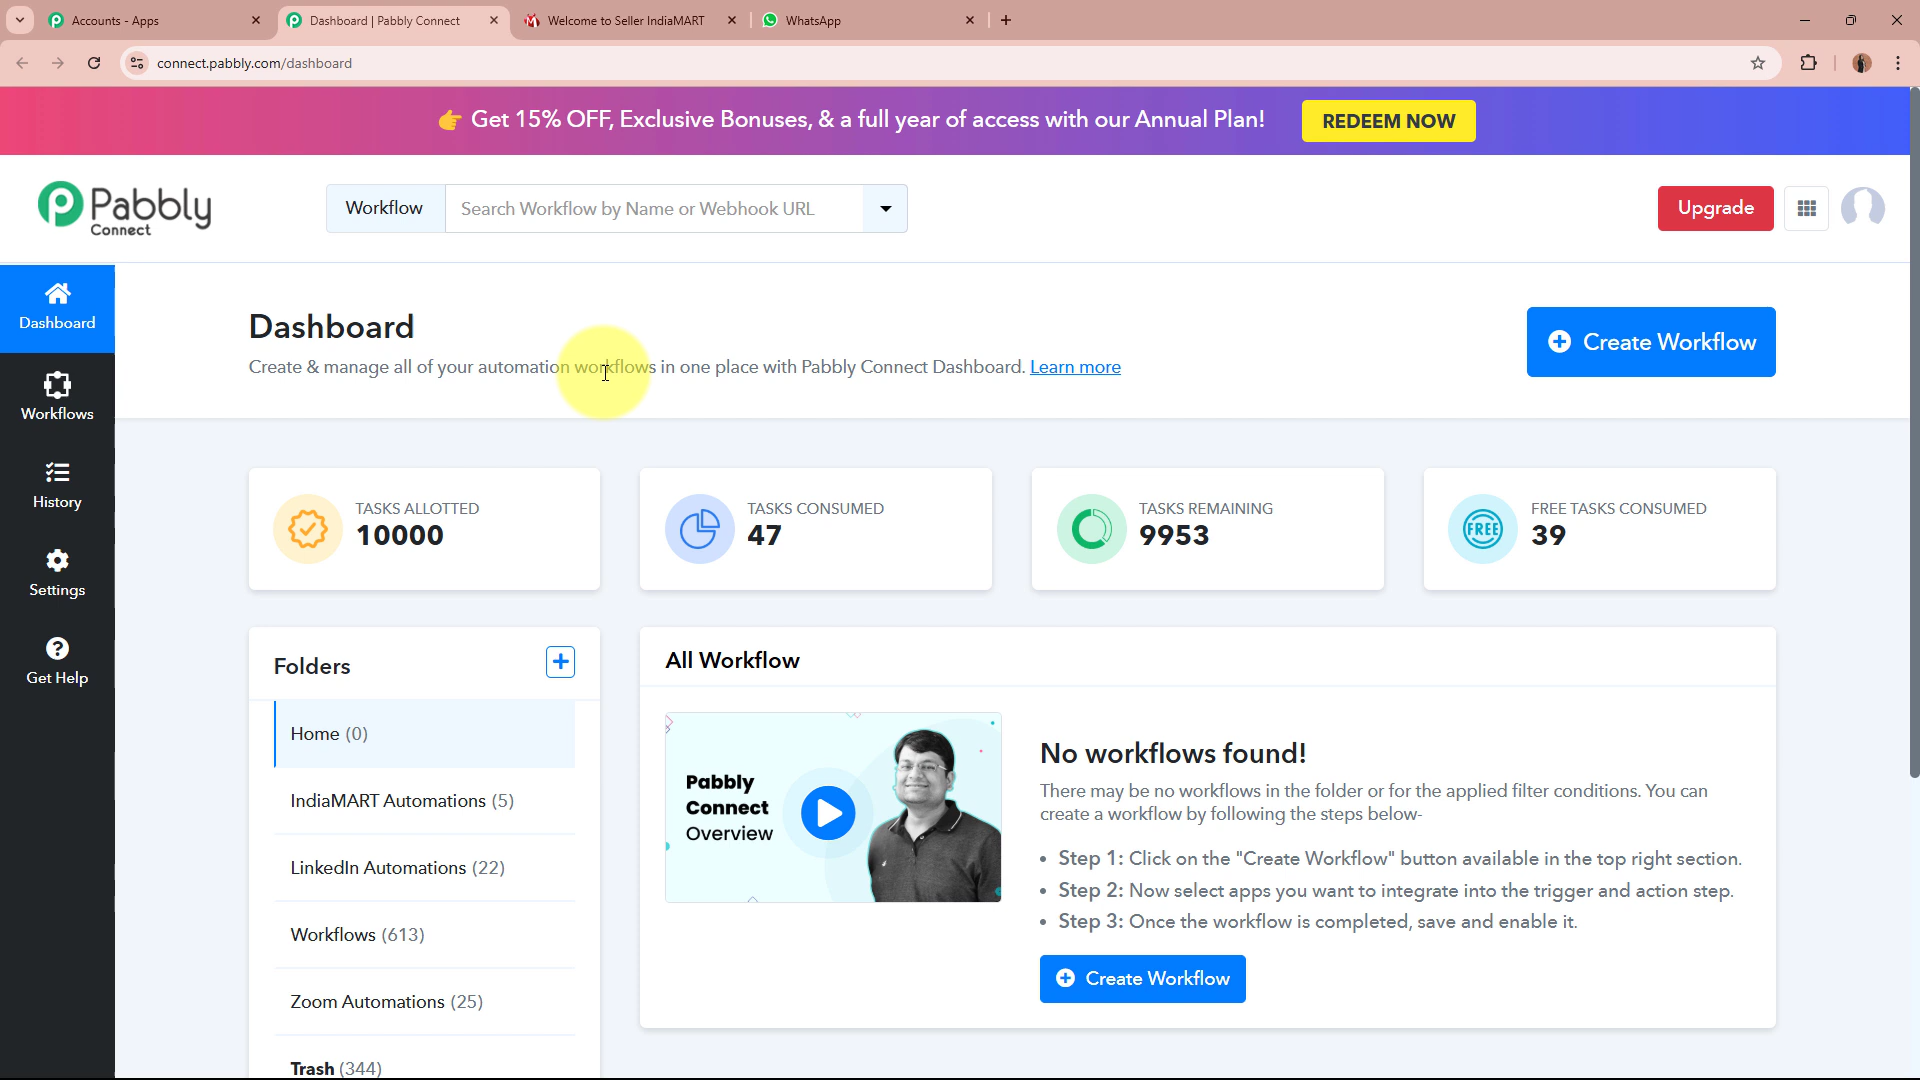 Accounts - Apps
Dashboard | Pabbly Connect
Welcome to Seller IndiaMART
WhatsApp
connect.pabbly.com/dashboard
👉 Get 15% OFF, Exclusive Bonuses, & a full year of access with our Annual Plan!
REDEEM NOW
Pabbly
Connect
Workflow
Search Workflow by Name or Webhook URL
Upgrade
Dashboard
Workflows
History
Settings
Get Help
Dashboard
Create & manage all of your automation workflows in one place with Pabbly Connect Dashboard. Learn more
Create Workflow
TASKS ALLOTTED
10000
TASKS CONSUMED
47
TASKS REMAINING
9953
FREE
FREE TASKS CONSUMED
39
Folders
Home (0)
IndiaMART Automations (5)
LinkedIn Automations (22)
Workflows (613)
Zoom Automations (25)
Trash (344)
All Workflow
Pabbly
Connect
Overview
No workflows found!
There may be no workflows in the folder or for the applied filter conditions. You can
create a workflow by following the steps below-
• Step 1: Click on the "Create Workflow" button available in the top right section.
• Step 2: Now select apps you want to integrate into the trigger and action step.
• Step 3: Once the workflow is completed, save and enable it.
Create Workflow